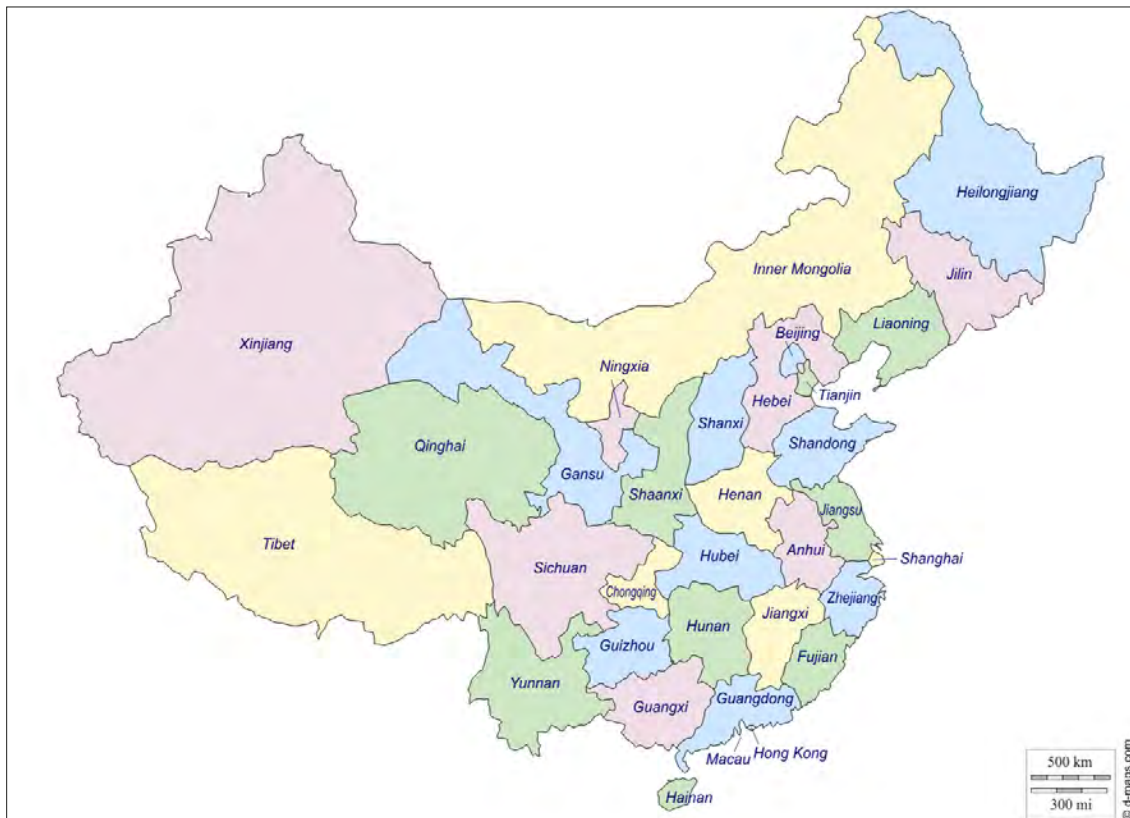 Heilongjiang
Inner Mongolia
Jilin
Liaoning
Beijing
Xinjiang
Ningxia
Tianjin
Hebei
Shanxi
Qinghai
Shandong
Gansu
Shaanxi
Henan
Jiangsu
Tibet
Hubei
Anhui
Shanghai
Sichuan
Chongqing
Zhejiang
Jiangxi
Hunan
Guizhou
Fujian
Yunnan
Guangxi
Guangdong
Macau
Hong Kong
Hainan
500 km
300 mi
© d-maps.com